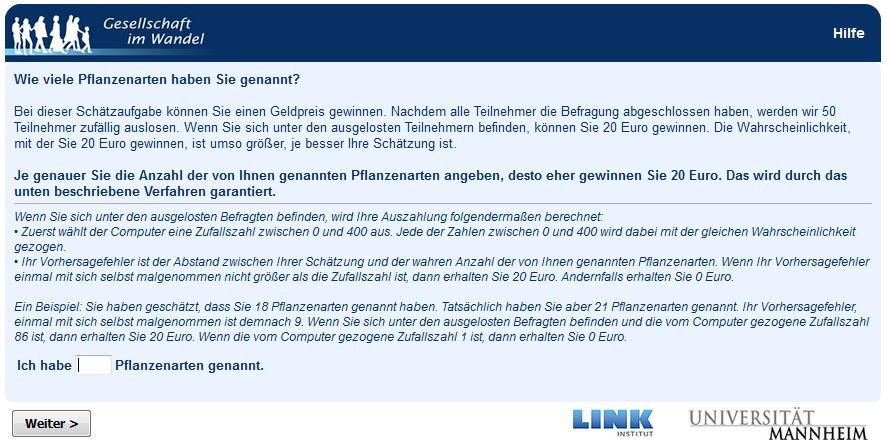 Gesellschaft
im Wandel
Hilfe
Wie viele Pflanzenarten haben Sie genannt?
Bei dieser Schätzaufgabe können Sie einen Geldpreis gewinnen. Nachdem alle Teilnehmer die Befragung abgeschlossen haben, werden wir 50
Teilnehmer zufällig auslosen. Wenn Sie sich unter den ausgelosten Teilnehmern befinden, können Sie 20 Euro gewinnen. Die Wahrscheinlichkeit,
mit der Sie 20 Euro gewinnen, ist umso größer, je besser Ihre Schätzung ist.
Je genauer Sie die Anzahl der von Ihnen genannten Pflanzenarten angeben, desto eher gewinnen Sie 20 Euro. Das wird durch das
unten beschriebene Verfahren garantiert.
Wenn Sie sich unter den ausgelosten Befragten befinden, wird Ihre Auszahlung folgendermaßen berechnet:
• Zuerst wählt der Computer eine Zufallszahl zwischen 0 und 400 aus. Jede der Zahlen zwischen 0 und 400 wird dabei mit der gleichen Wahrscheinlichkeit
gezogen.
• Ihr Vorhersagefehler ist der Abstand zwischen Ihrer Schätzung und der wahren Anzahl der von Ihnen genannten Pflanzenarten. Wenn Ihr Vorhersagefehler
einmal mit sich selbst malgenommen nicht größer als die Zufallszahl ist, dann erhalten Sie 20 Euro. Andernfalls erhalten Sie 0 Euro.
Ein Beispiel: Sie haben geschätzt, dass Sie 18 Pflanzenarten genannt haben. Tatsächlich haben Sie aber 21 Pflanzenarten genannt. Ihr Vorhersagefehler,
einmal mit sich selbst malgenommen ist demnach 9. Wenn Sie sich unter den ausgelosten Befragten befinden und die vom Computer gezogene Zufallszahl
86 ist, dann erhalten Sie 20 Euro. Wenn die vom Computer gezogene Zufallszahl 1 ist, dann erhalten Sie 0 Euro.
Ich habe Pflanzenarten genannt.
Weiter >
LINK
INSTITUT
UNIVERSITÄT
MANNHEIM